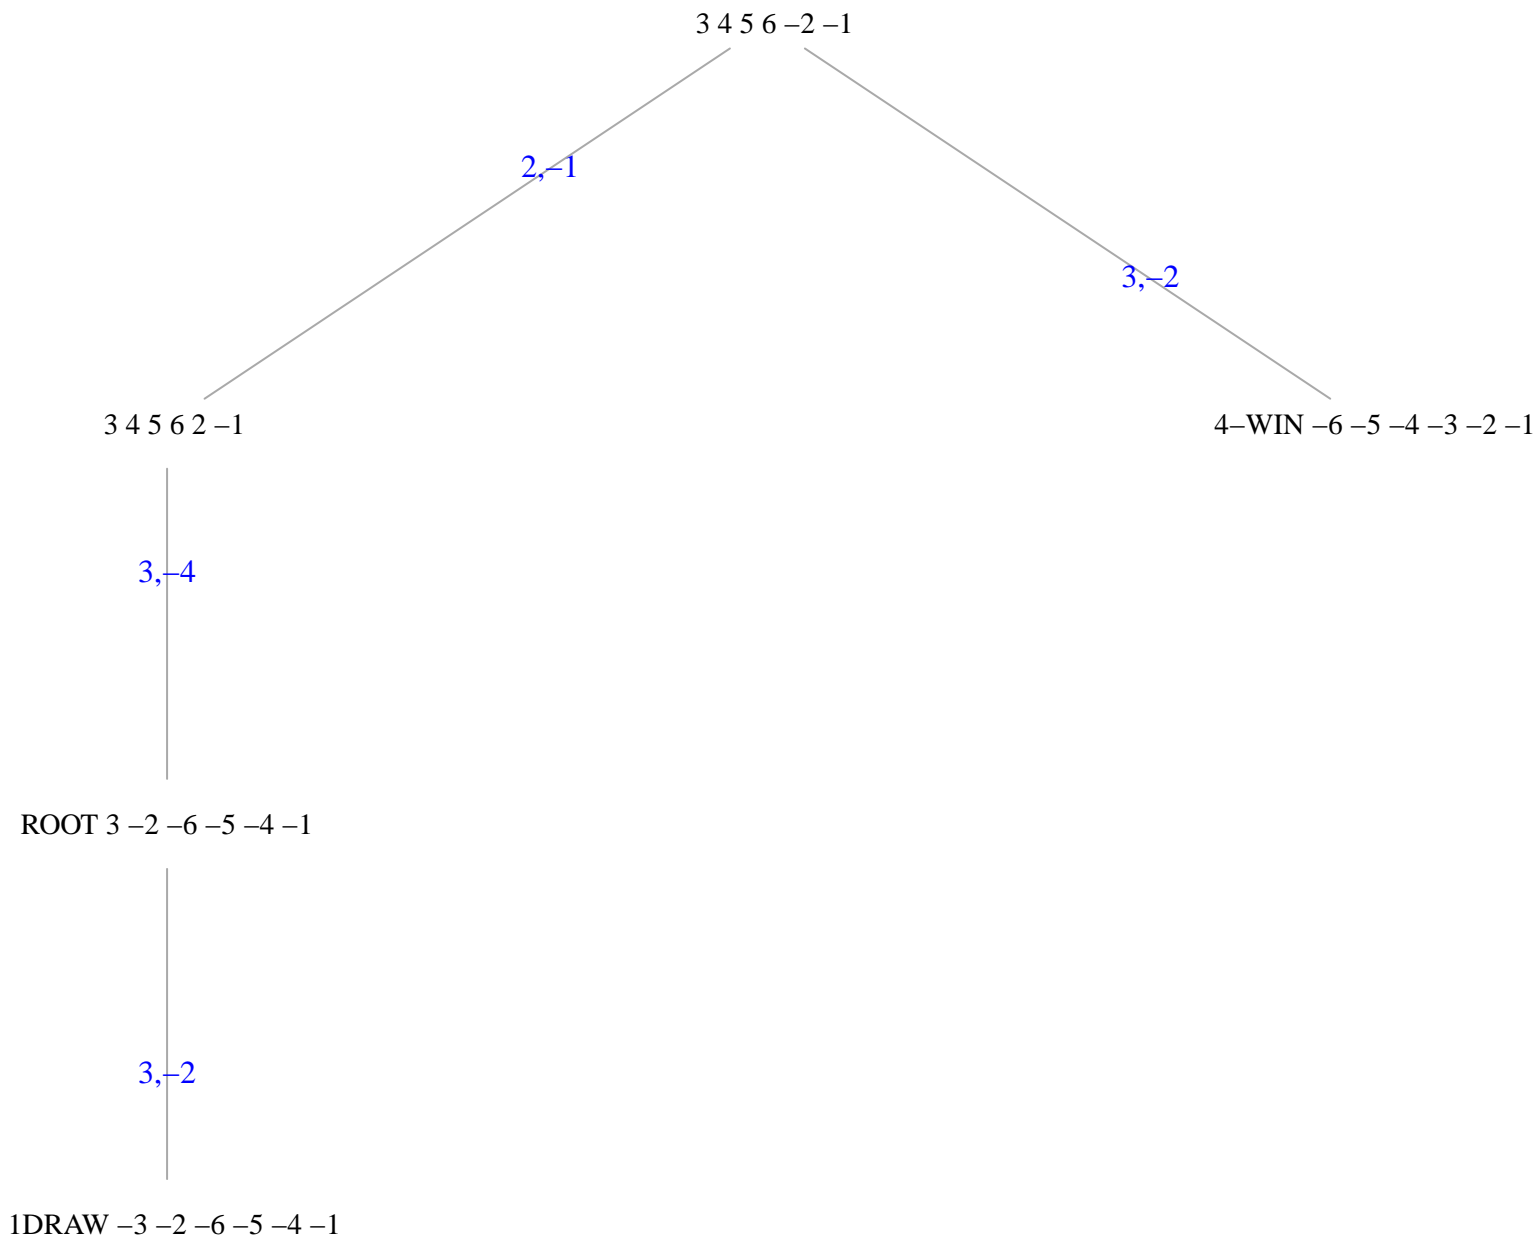 3 4 5 6 –2 –1
2,–1
3,–2
3 4 5 6 2 –1
4–WIN –6 –5 –4 –3 –2 –1
3,–4
ROOT 3 –2 –6 –5 –4 –1
3,–2
1DRAW –3 –2 –6 –5 –4 –1